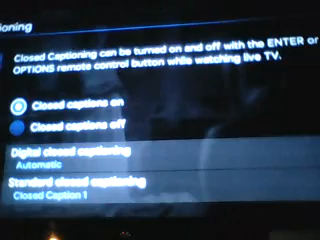 ioning
Closed Captioning can be turned on and off with the ENTER or
OPTIONS remote control button while watching live TV.
Closed captions on
Closed captions off
Digital closed captioning
Automatic
Standard closed captioning
Closed Caption 1